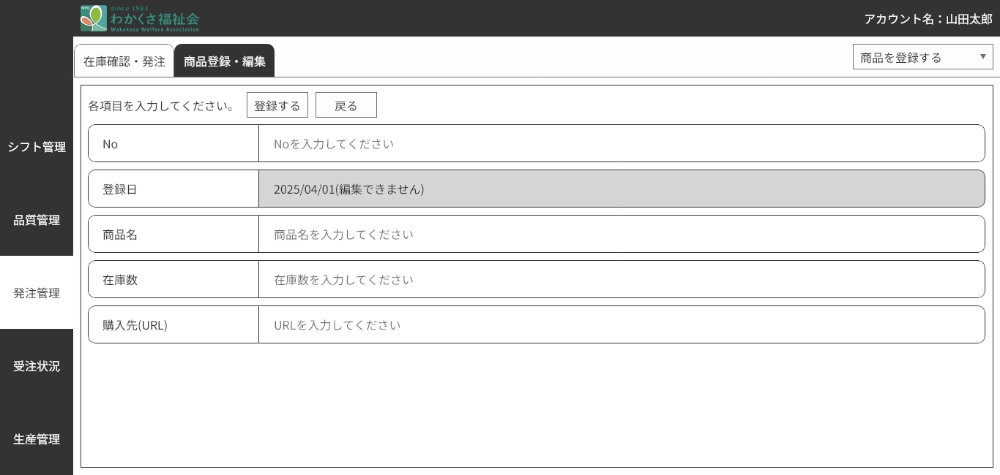 NPO
since 1983
わかくさ福祉会
Wakakusa Welfare Association
アカウント名：山田太郎
在庫確認・発注
商品登録・編集
商品を登録する
各項目を入力してください。
登録する
戻る
シフト管理
品質管理
発注管理
受注状況
生産管理
No
Noを入力してください
登録日
2025/04/01(編集できません)
商品名
商品名を入力してください
在庫数
在庫数を入力してください
購入先(URL)
URLを入力してください